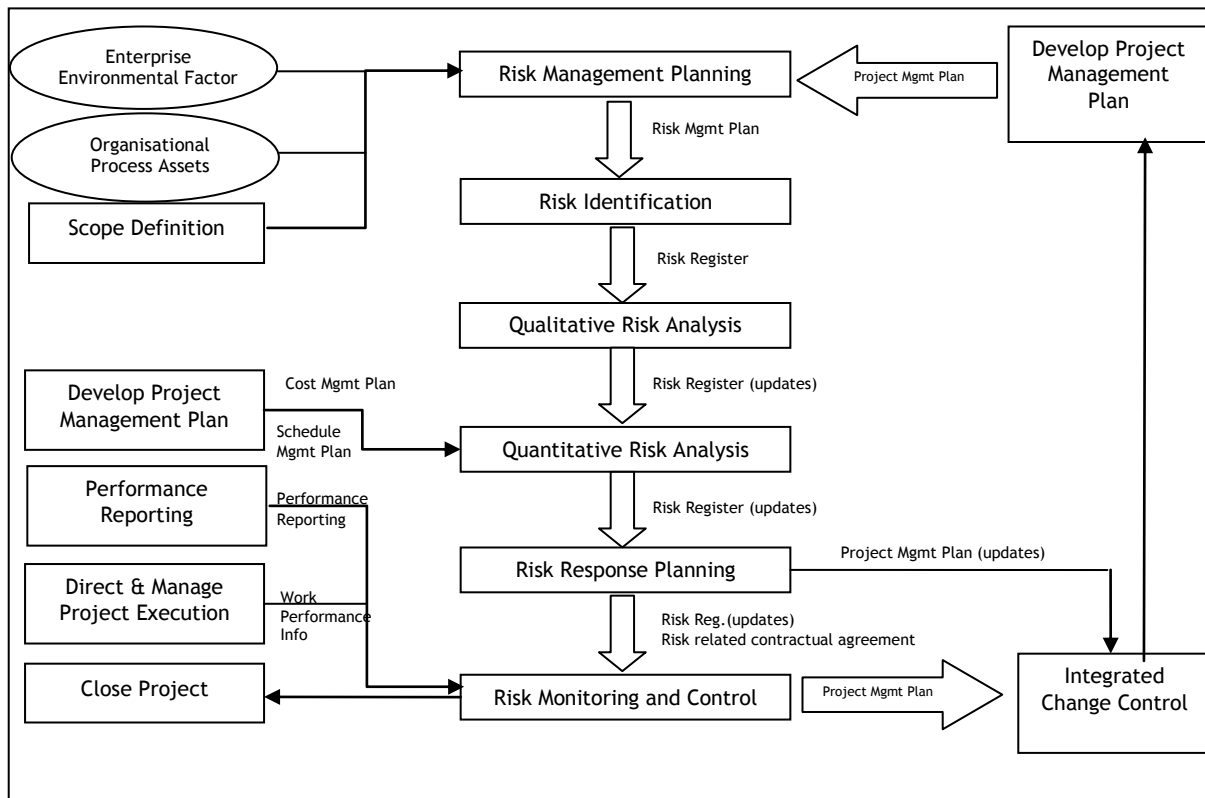 Enterprise
Environmental Factor
Risk Management Planning
Project Mgmt Plan
Develop Project
Management
Plan
Risk Mgmt Plan
Organisational
Process Assets
Scope Definition
Risk Identification
Risk Register
Qualitative Risk Analysis
Risk Register (updates)
Develop Project
Management Plan
Cost Mgmt Plan
Schedule
Mgmt Plan
Quantitative Risk Analysis
Risk Register (updates)
Performance
Reporting
Performance
Reporting
Risk Response Planning
Project Mgmt Plan (updates)
Direct & Manage
Project Execution
Work
Performance
Info
Risk Reg.(updates)
Risk related contractual agreement
Close Project
Risk Monitoring and Control
Project Mgmt Plan
Integrated
Change Control